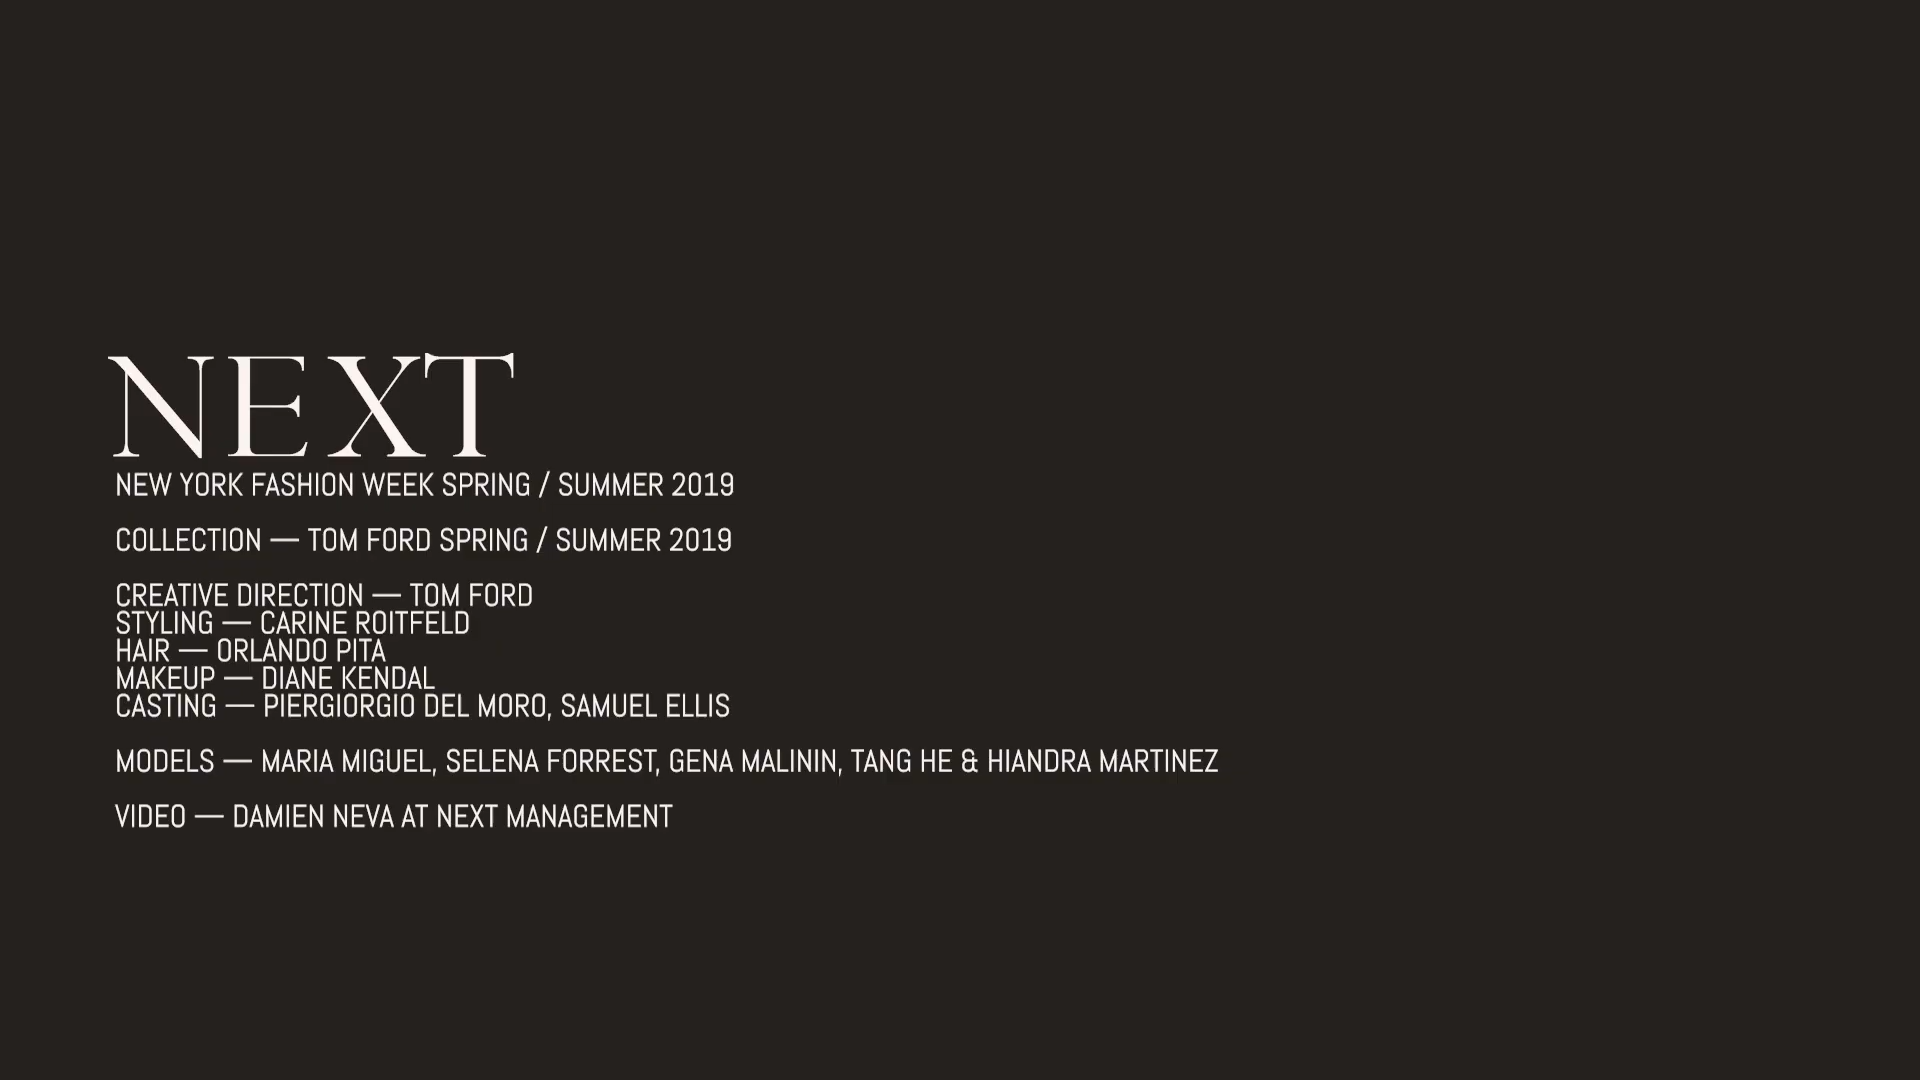 NEXT
NEW YORK FASHION WEEK SPRING / SUMMER 2019
COLLECTION — TOM FORD SPRING / SUMMER 2019
CREATIVE DIRECTION — TOM FORD
STYLING — CARINE ROITFELD
HAIR — ORLANDO PITA
MAKEUP — DIANE KENDAL
CASTING — PIERGIORGIO DEL MORO, SAMUEL ELLIS
MODELS — MARIA MIGUEL, SELENA FORREST, GENA MALININ, TANG HE & HIANDRA MARTINEZ
VIDEO — DAMIEN NEVA AT NEXT MANAGEMENT